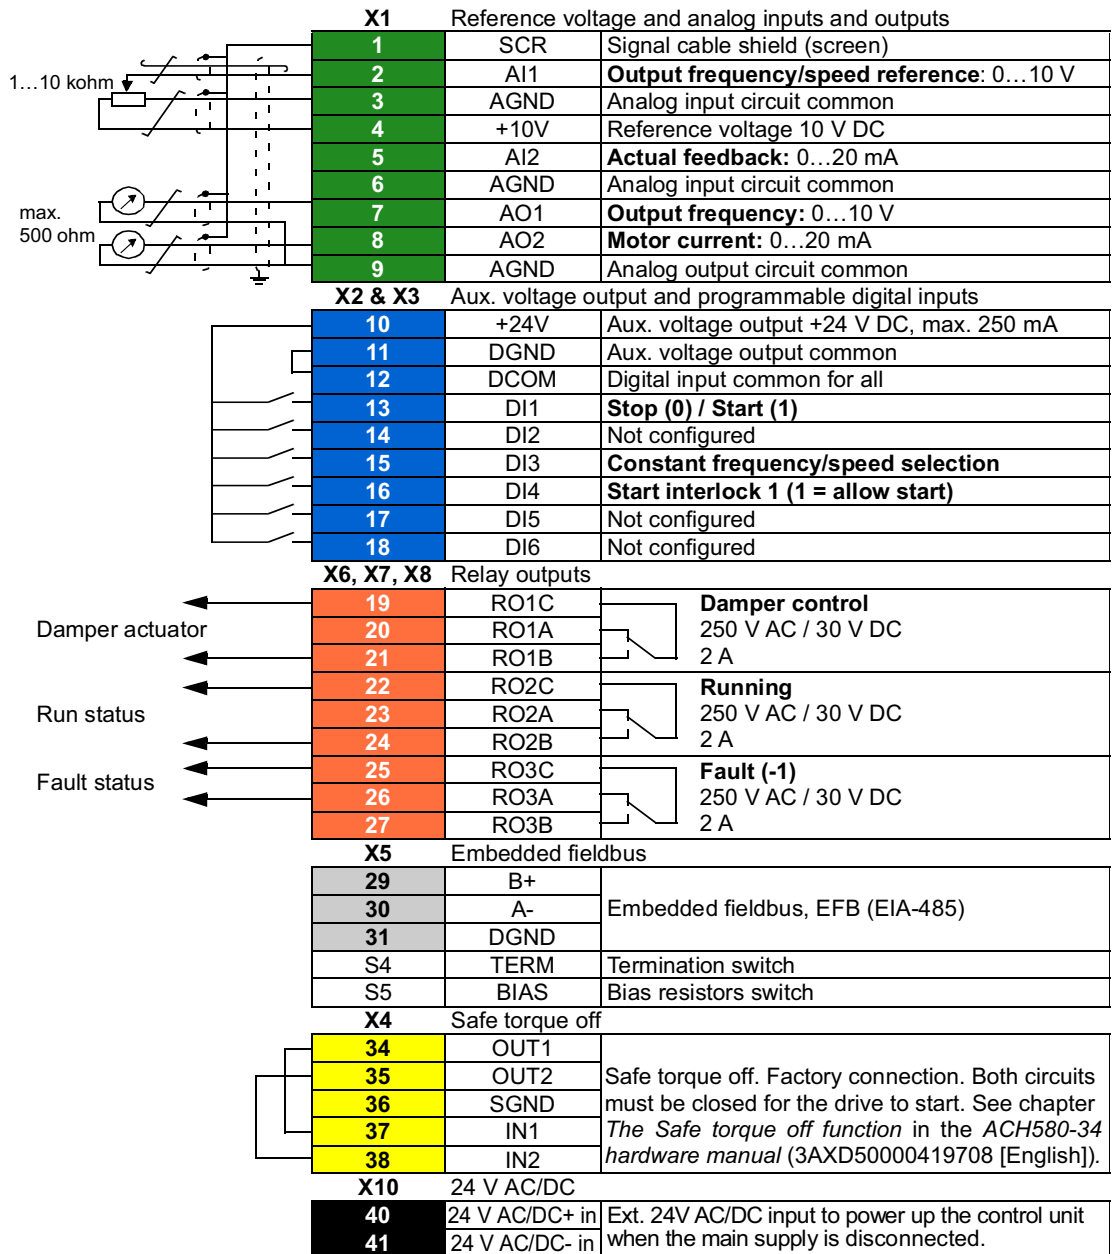 X1 Reference voltage and analog inputs and outputs
1 SCR Signal cable shield (screen)
1…10 kohm
2 AI1 Output frequency/speed reference: 0…10 V
3 AGND Analog input circuit common
4 +10V Reference voltage 10 V DC
5 AI2 Actual feedback: 0…20 mA
6 AGND Analog input circuit common
max.
500 ohm
7 AO1 Output frequency: 0…10 V
8 AO2 Motor current: 0…20 mA
9 AGND Analog output circuit common
X2 & X3 Aux. voltage output and programmable digital inputs
10 +24V Aux. voltage output +24 V DC, max. 250 mA
11 DGND Aux. voltage output common
12 DCOM Digital input common for all
13 DI1 Stop (0) / Start (1)
14 DI2 Not configured
15 DI3 Constant frequency/speed selection
16 DI4 Start interlock 1 (1 = allow start)
17 DI5 Not configured
18 DI6 Not configured
X6, X7, X8 Relay outputs
19 RO1C Damper control
Damper actuator 20 RO1A 250 V AC / 30 V DC
21 RO1B 2 A
22 RO2C Running
Run status 23 RO2A 250 V AC / 30 V DC
24 RO2B 2 A
25 RO3C Fault (-1)
Fault status
26 RO3A 250 V AC / 30 V DC
27 RO3B 2 A
X5 Embedded fieldbus
29 B+
30 A- Embedded fieldbus, EFB (EIA-485)
31 DGND
S4 TERM Termination switch
S5 BIAS Bias resistors switch
X4 Safe torque off
34 OUT1
35 OUT2 Safe torque off. Factory connection. Both circuits
36 SGND must be closed for the drive to start. See chapter
37 IN1 The Safe torque off function in the ACH580-34
38 IN2 hardware manual (3AXD50000419708 [English]).
X10 24 V AC/DC
40 24 V AC/DC+ in Ext. 24V AC/DC input to power up the control unit
41 24 V AC/DC- in when the main supply is disconnected.